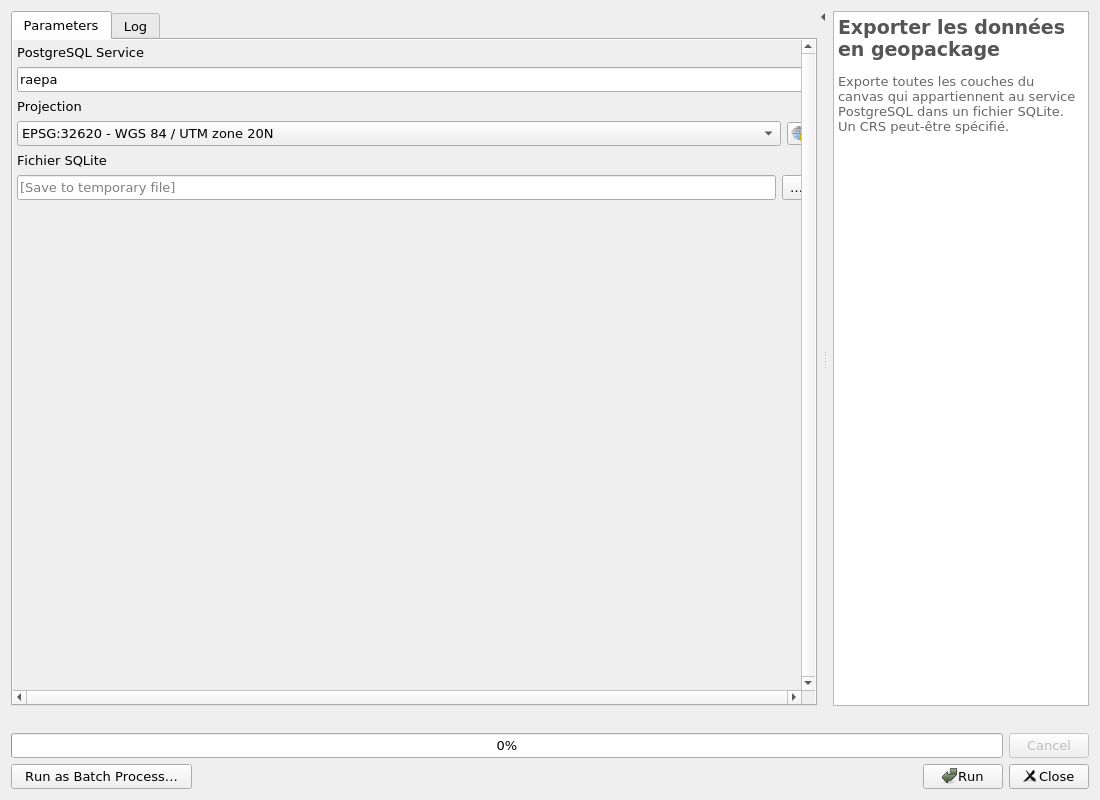 Parameters
Log
PostgreSQL Service
raepa
Projection
EPSG:32620 - WGS 84 / UTM zone 20N
Fichier SQLite
[Save to temporary file]
...
Exporter les données
en geopackage
Exporte toutes les couches du
canvas qui appartiennent au service
PostgreSQL dans un fichier SQLite.
Un CRS peut-être spécifié.
0%
Cancel
Run as Batch Process...
Run
Close